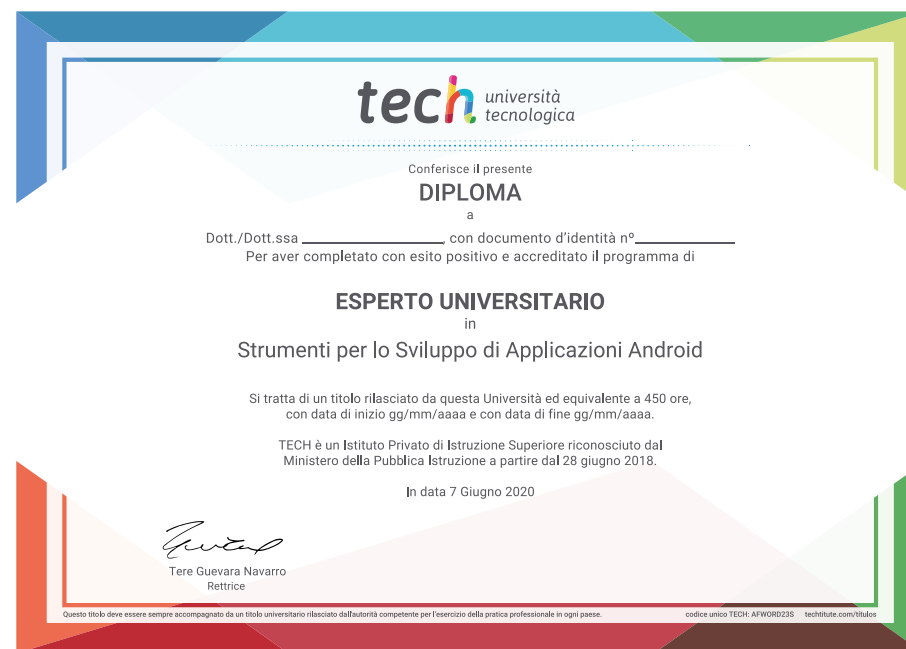 tech università
tecnologica
Conferisce il presente
DIPLOMA
a
Dott./Dott.ssa ____________________, con documento d'identità nº______________
Per aver completato con esito positivo e accreditato il programma di
ESPERTO UNIVERSITARIO
in
Strumenti per lo Sviluppo di Applicazioni Android
Si tratta di un titolo rilasciato da questa Università ed equivalente a 450 ore,
con data di inizio gg/mm/aaaa e con data di fine gg/mm/aaaa.
TECH è un Istituto Privato di Istruzione Superiore riconosciuto dal
Ministero della Pubblica Istruzione a partire dal 28 giugno 2018.
In data 7 Giugno 2020
Tere Guevara Navarro
Rettrice
Questo titolo deve essere sempre accompagnato da un titolo universitario rilasciato dall'autorità competente per l'esercizio della pratica professionale in ogni paese. codice unico TECH: AFWORD23S techtitute.com/titulos